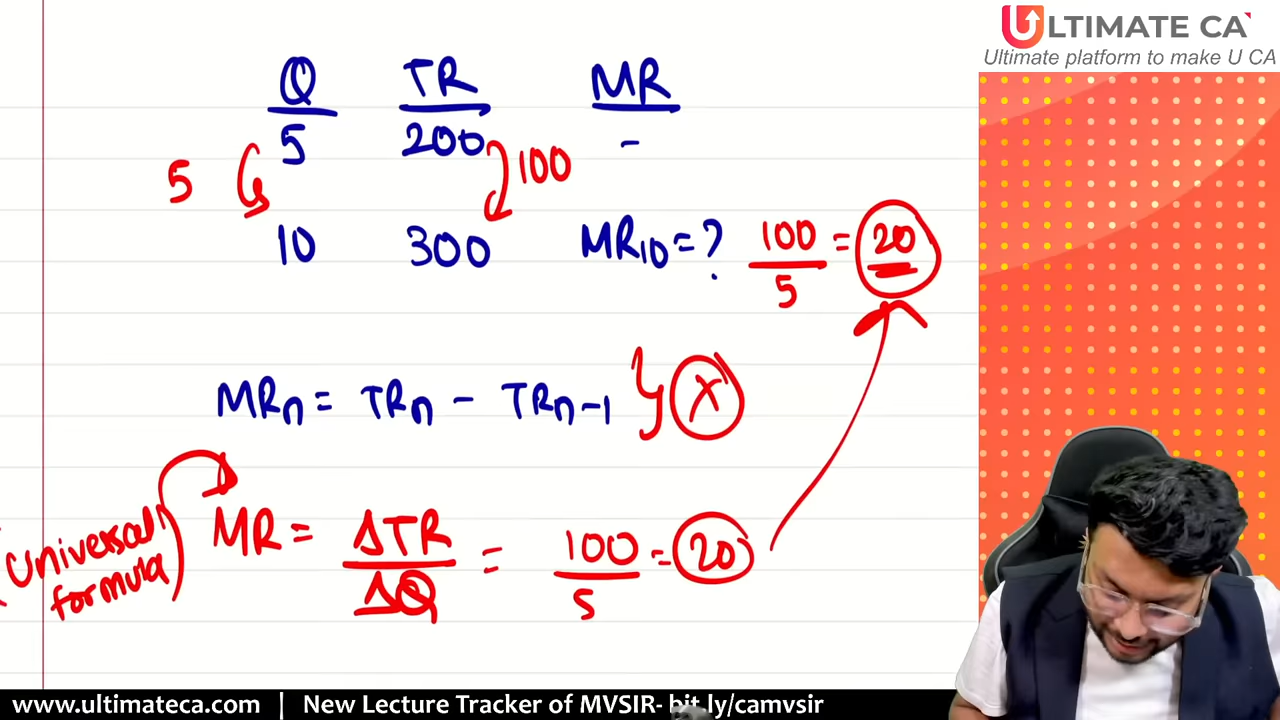 ULTIMATE CA
Ultimate platform to make U CA
Q TR MR
5 200 -
5 100
10 300 MR10 = ? 100/5 = 20
MRn = TRn - TRn-1 } X
(Universal formula) MR = ΔTR/ΔQ = 100/5 = 20
www.ultimateca.com | New Lecture Tracker of MVSIR- bit.ly/camvsir